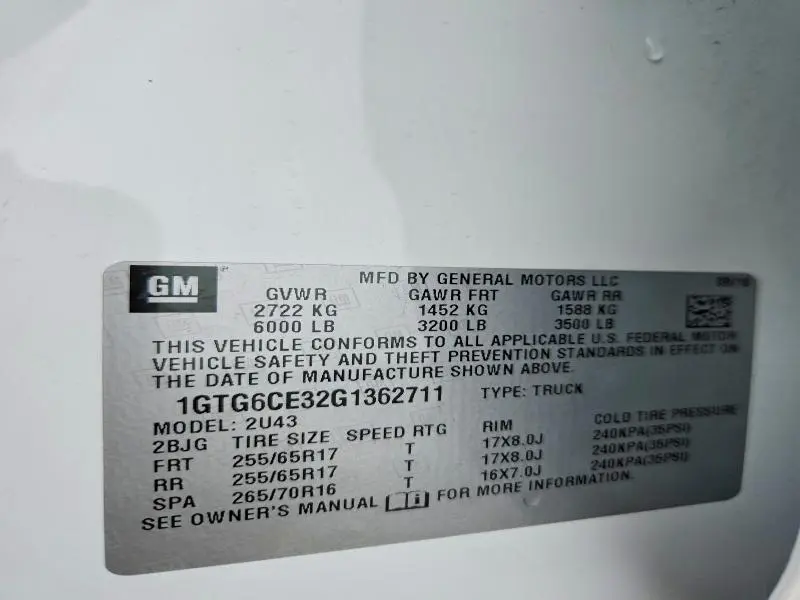 GM
MFD BY GENERAL MOTORS LLC
GVWR GAWR FRT GAWR RR
2722 KG 1452 KG 1588 KG
6000 LB 3200 LB 3500 LB
THIS VEHICLE CONFORMS TO ALL APPLICABLE U.S. FEDERAL MOTOR
VEHICLE SAFETY AND THEFT PREVENTION STANDARDS IN EFFECT ON
THE DATE OF MANUFACTURE SHOWN ABOVE.
1GTG6CE32G1362711 TYPE: TRUCK
MODEL: 2U43
2BJG TIRE SIZE SPEED RTG RIM COLD TIRE PRESSURE
FRT 255/65R17 T 17X8.0J 240KPA(35PSI)
RR 255/65R17 T 17X8.0J 240KPA(35PSI)
SPA 265/70R16 T 16X7.0J 240KPA(35PSI)
SEE OWNER'S MANUAL FOR MORE INFORMATION.